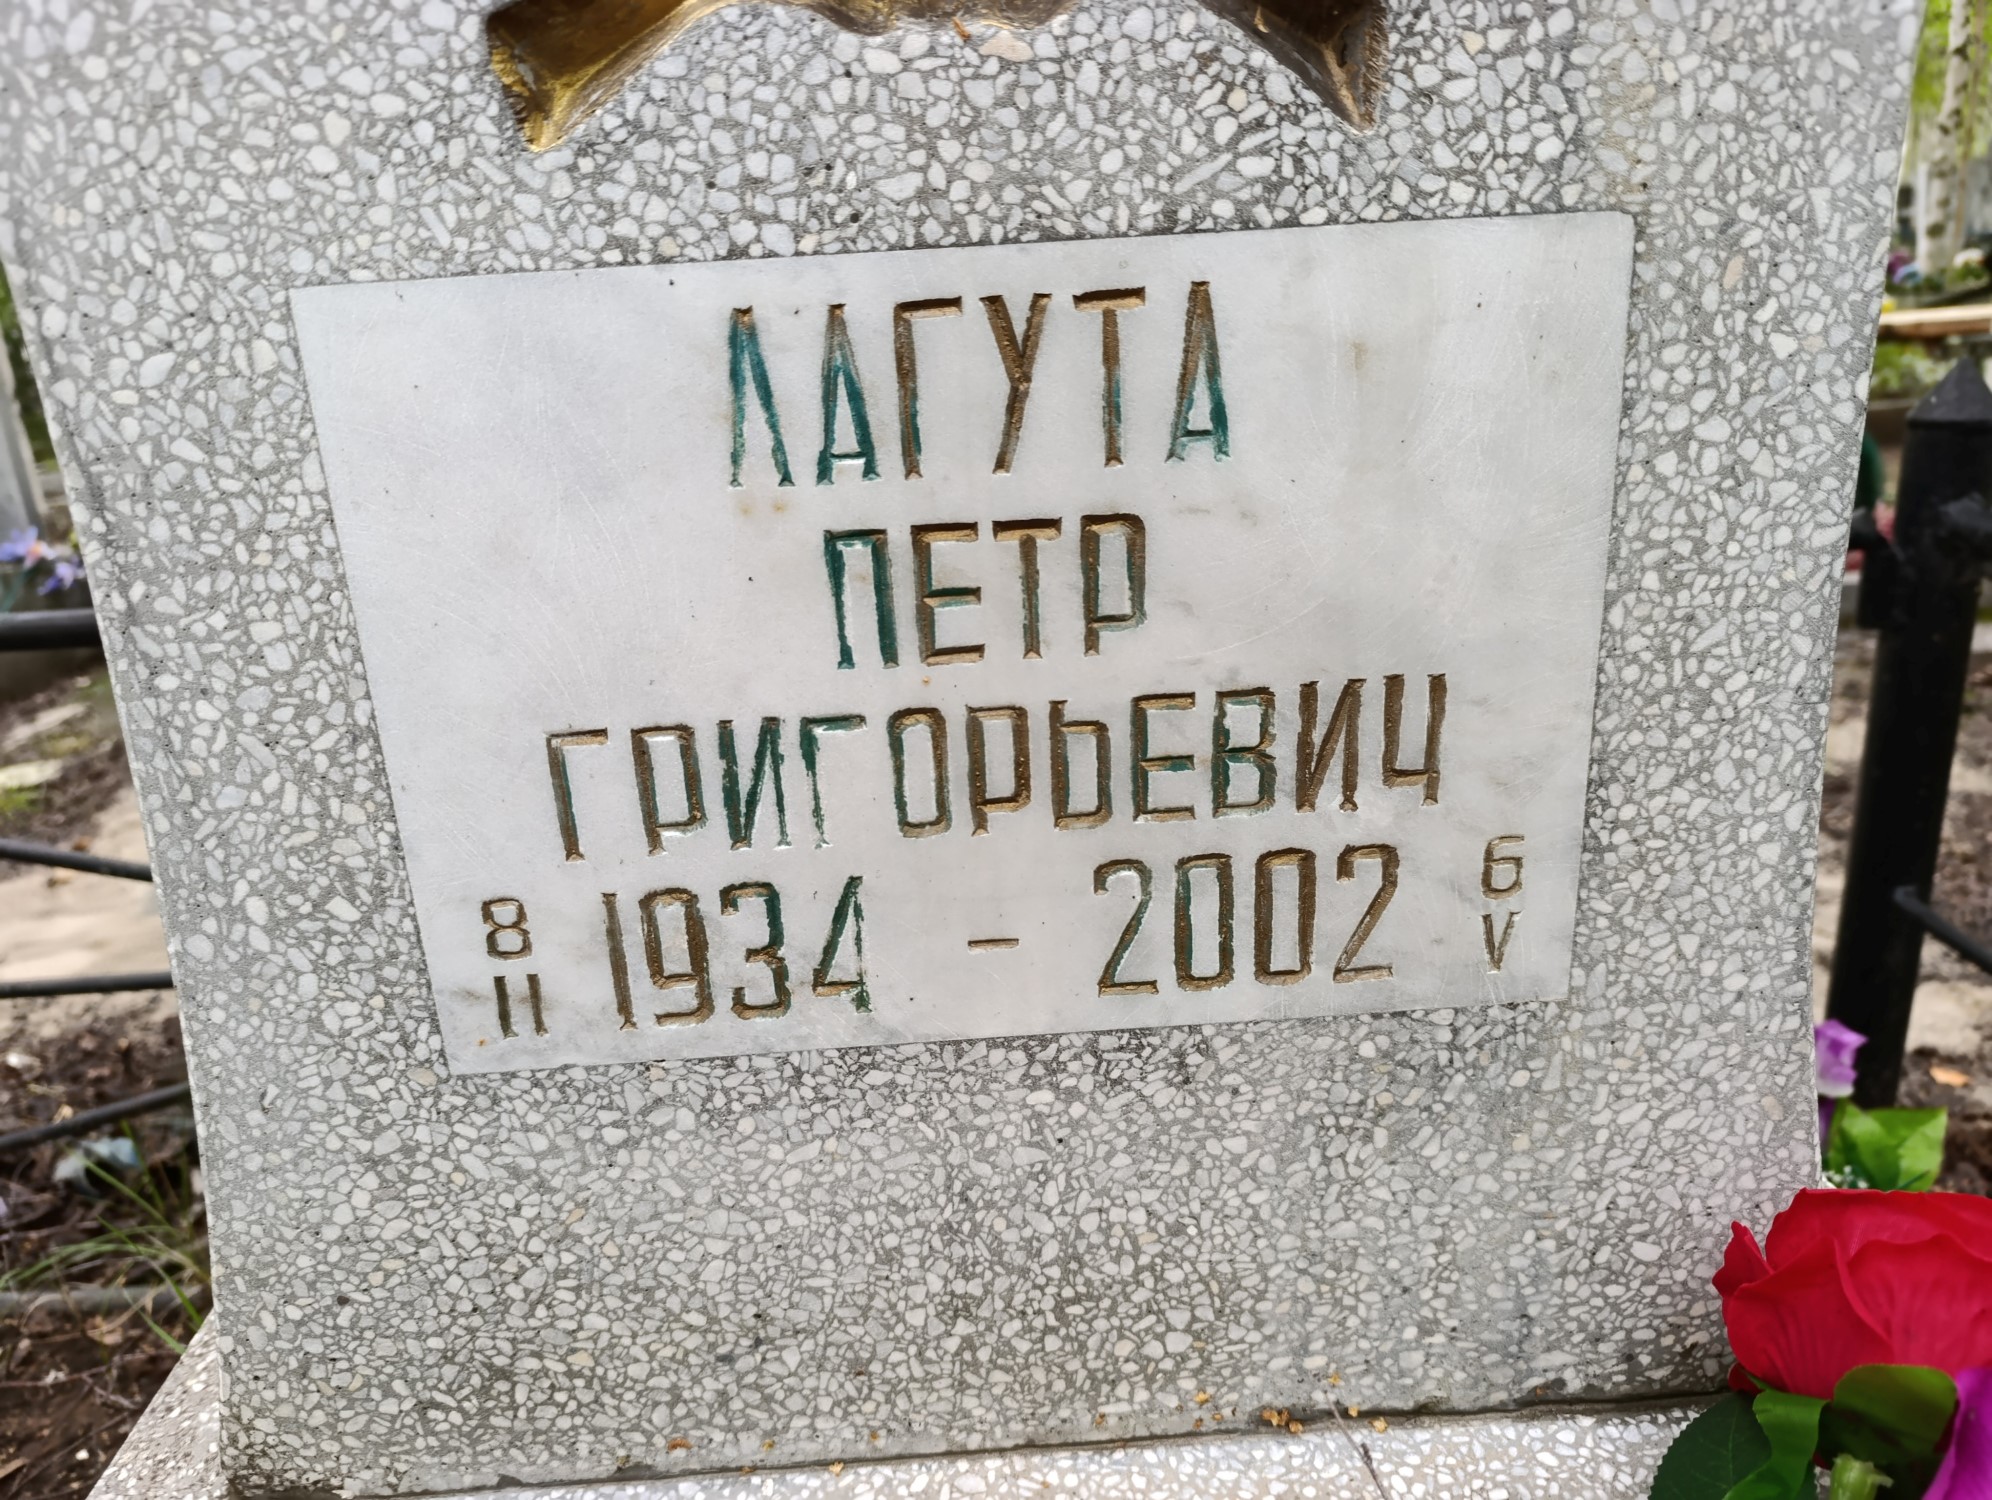 ЛАГУТА
ПЕТР
ГРИГОРЬЕВИЧ
8 II 1934 - 2002 6 V